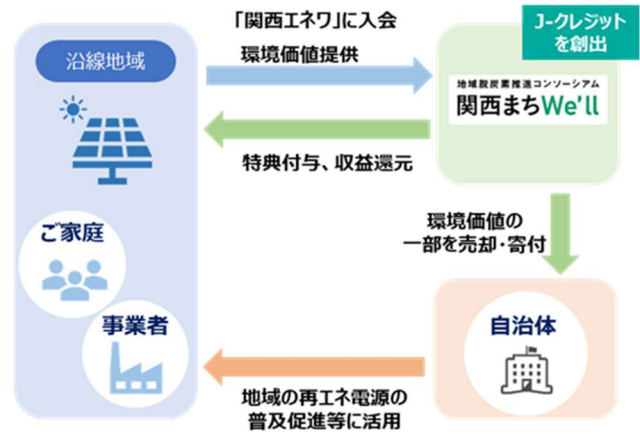 「関西エネワ」に入会
環境価値提供
J-クレジット
を創出
沿線地域
地域脱炭素推進コンソーシアム
関西まちWe'll
特典付与、収益還元
ご家庭
環境価値の
一部を売却・寄付
事業者
自治体
地域の再エネ電源の
普及促進等に活用